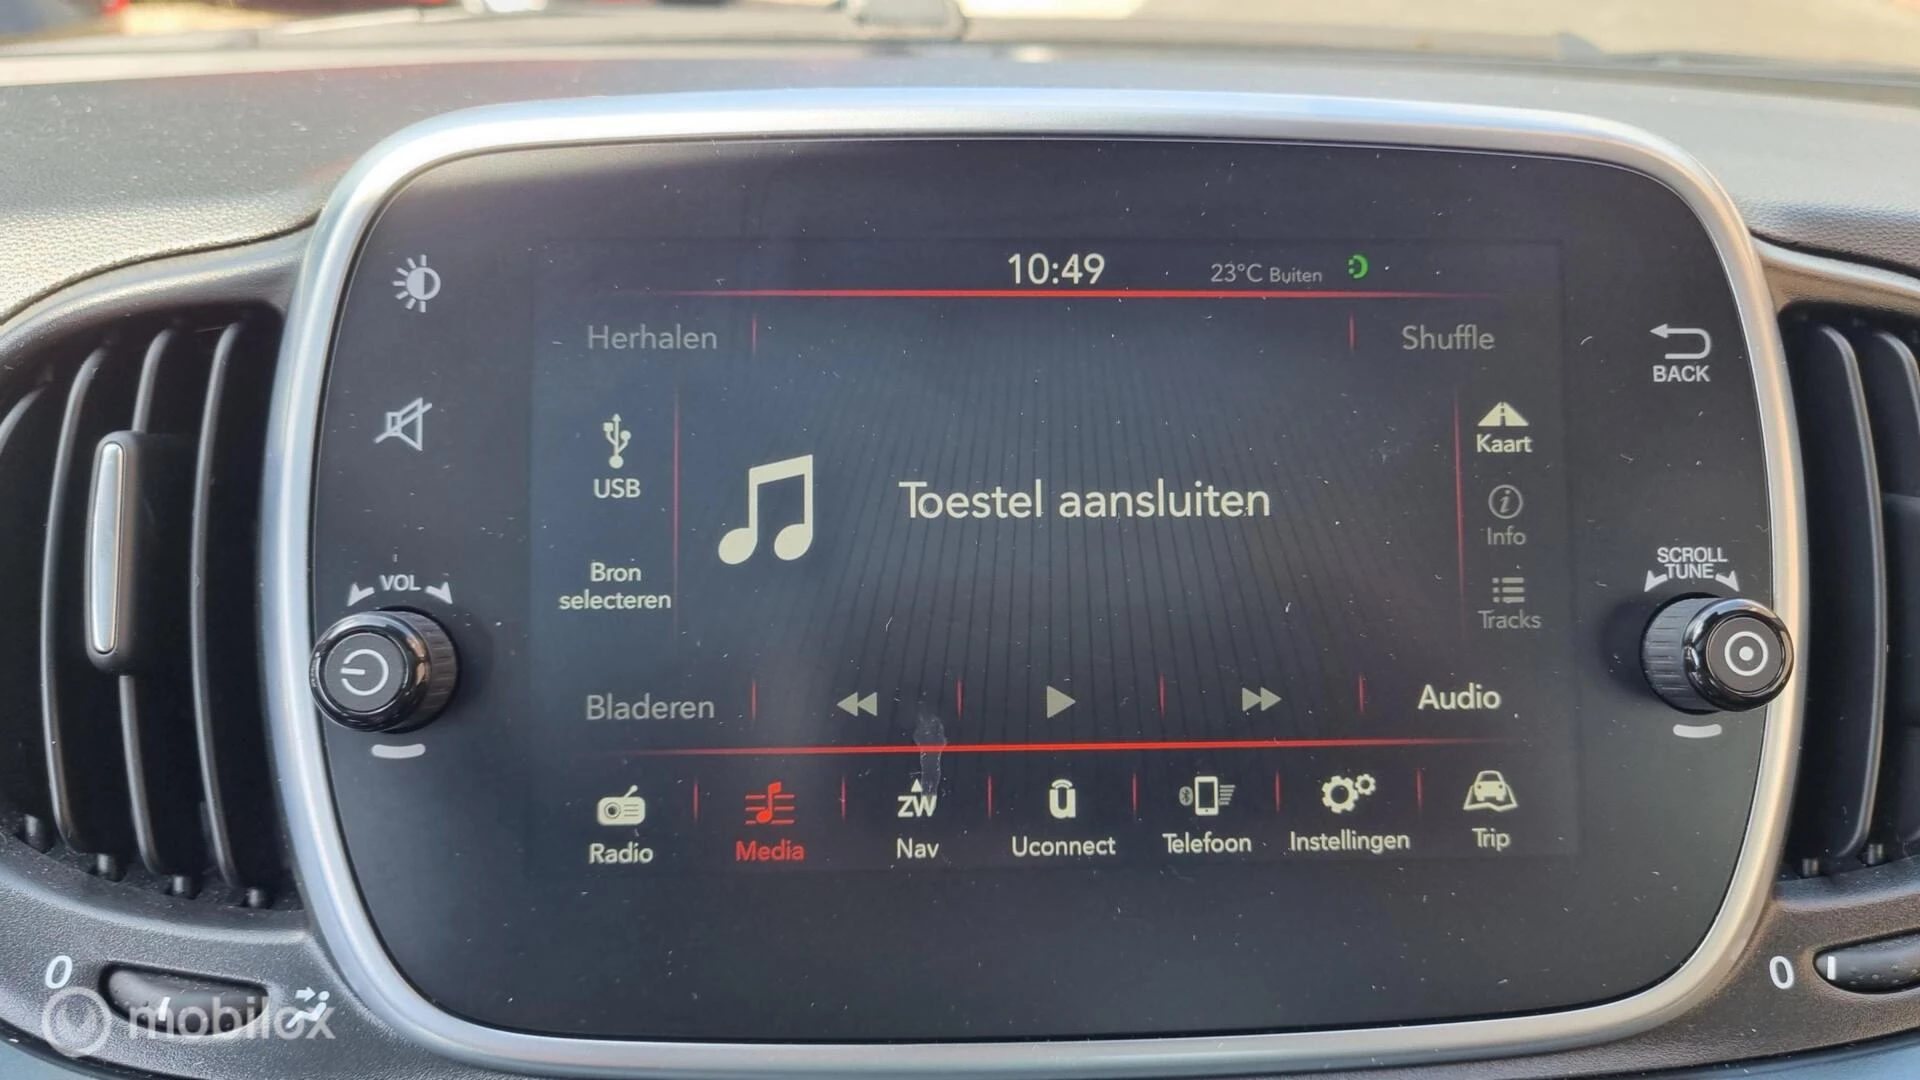 10:49
23°C Buiten
Herhalen
Shuffle
BACK
USB
Toestel aansluiten
Kaart
Info
Bron
selecteren
Tracks
VOL
SCROLL
TUNE
Bladeren
Audio
Radio
Media
ZW
Nav
u
Uconnect
Telefoon
Instellingen
Trip
0
0
mobilox